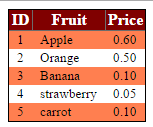 ID Fruit Price
1 Apple 0.60
2 Orange 0.50
3 Banana 0.10
4 strawberry 0.05
5 carrot 0.10